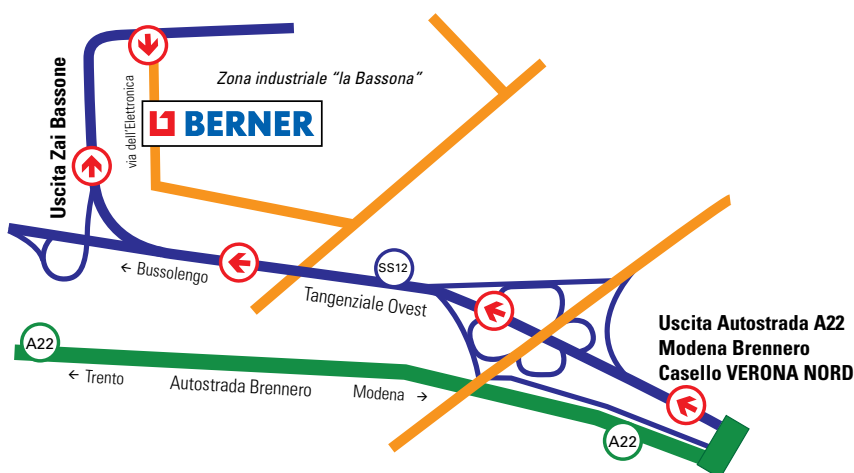 Zona industriale “la Bassona”
via dell'Elettronica
BERNER
Uscita Zai Bassone
← Bussolengo
SS12
Tangenziale Ovest
Uscita Autostrada A22
Modena Brennero
Casello VERONA NORD
A22
← Trento
Autostrada Brennero
Modena →
A22